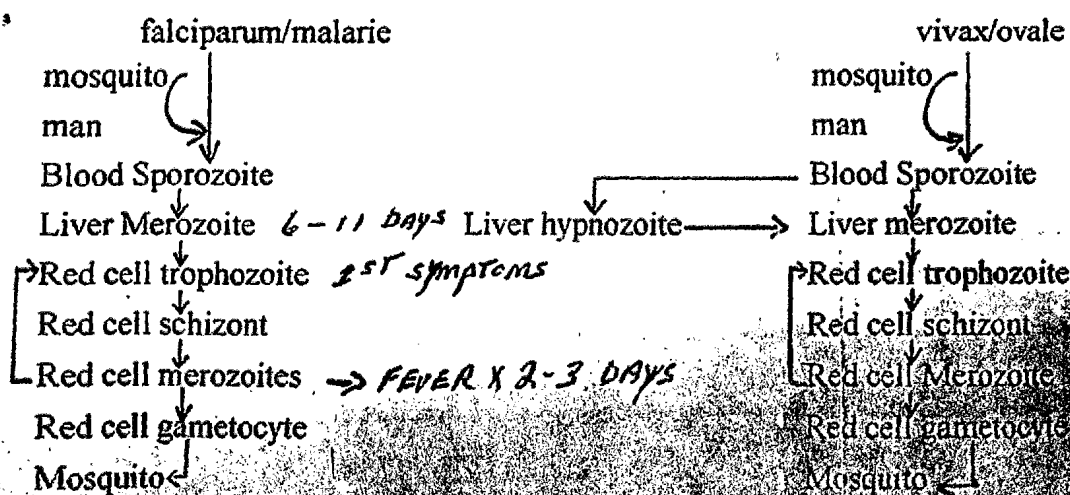 falciparum/malarie
mosquito
man
Blood Sporozoite
Liver Merozoite 6-11 DAYS
Red cell trophozoite 1ST SYMPTOMS
Red cell schizont
Red cell merozoites → FEVER X 2-3 DAYS
Red cell gametocyte
Mosquito
Liver hypnozoite
vivax/ovale
mosquito
man
Blood Sporozoite
Liver merozoite
Red cell trophozoite
Red cell schizont
Red cell Merozoite
Red cell gametocyte
Mosquito